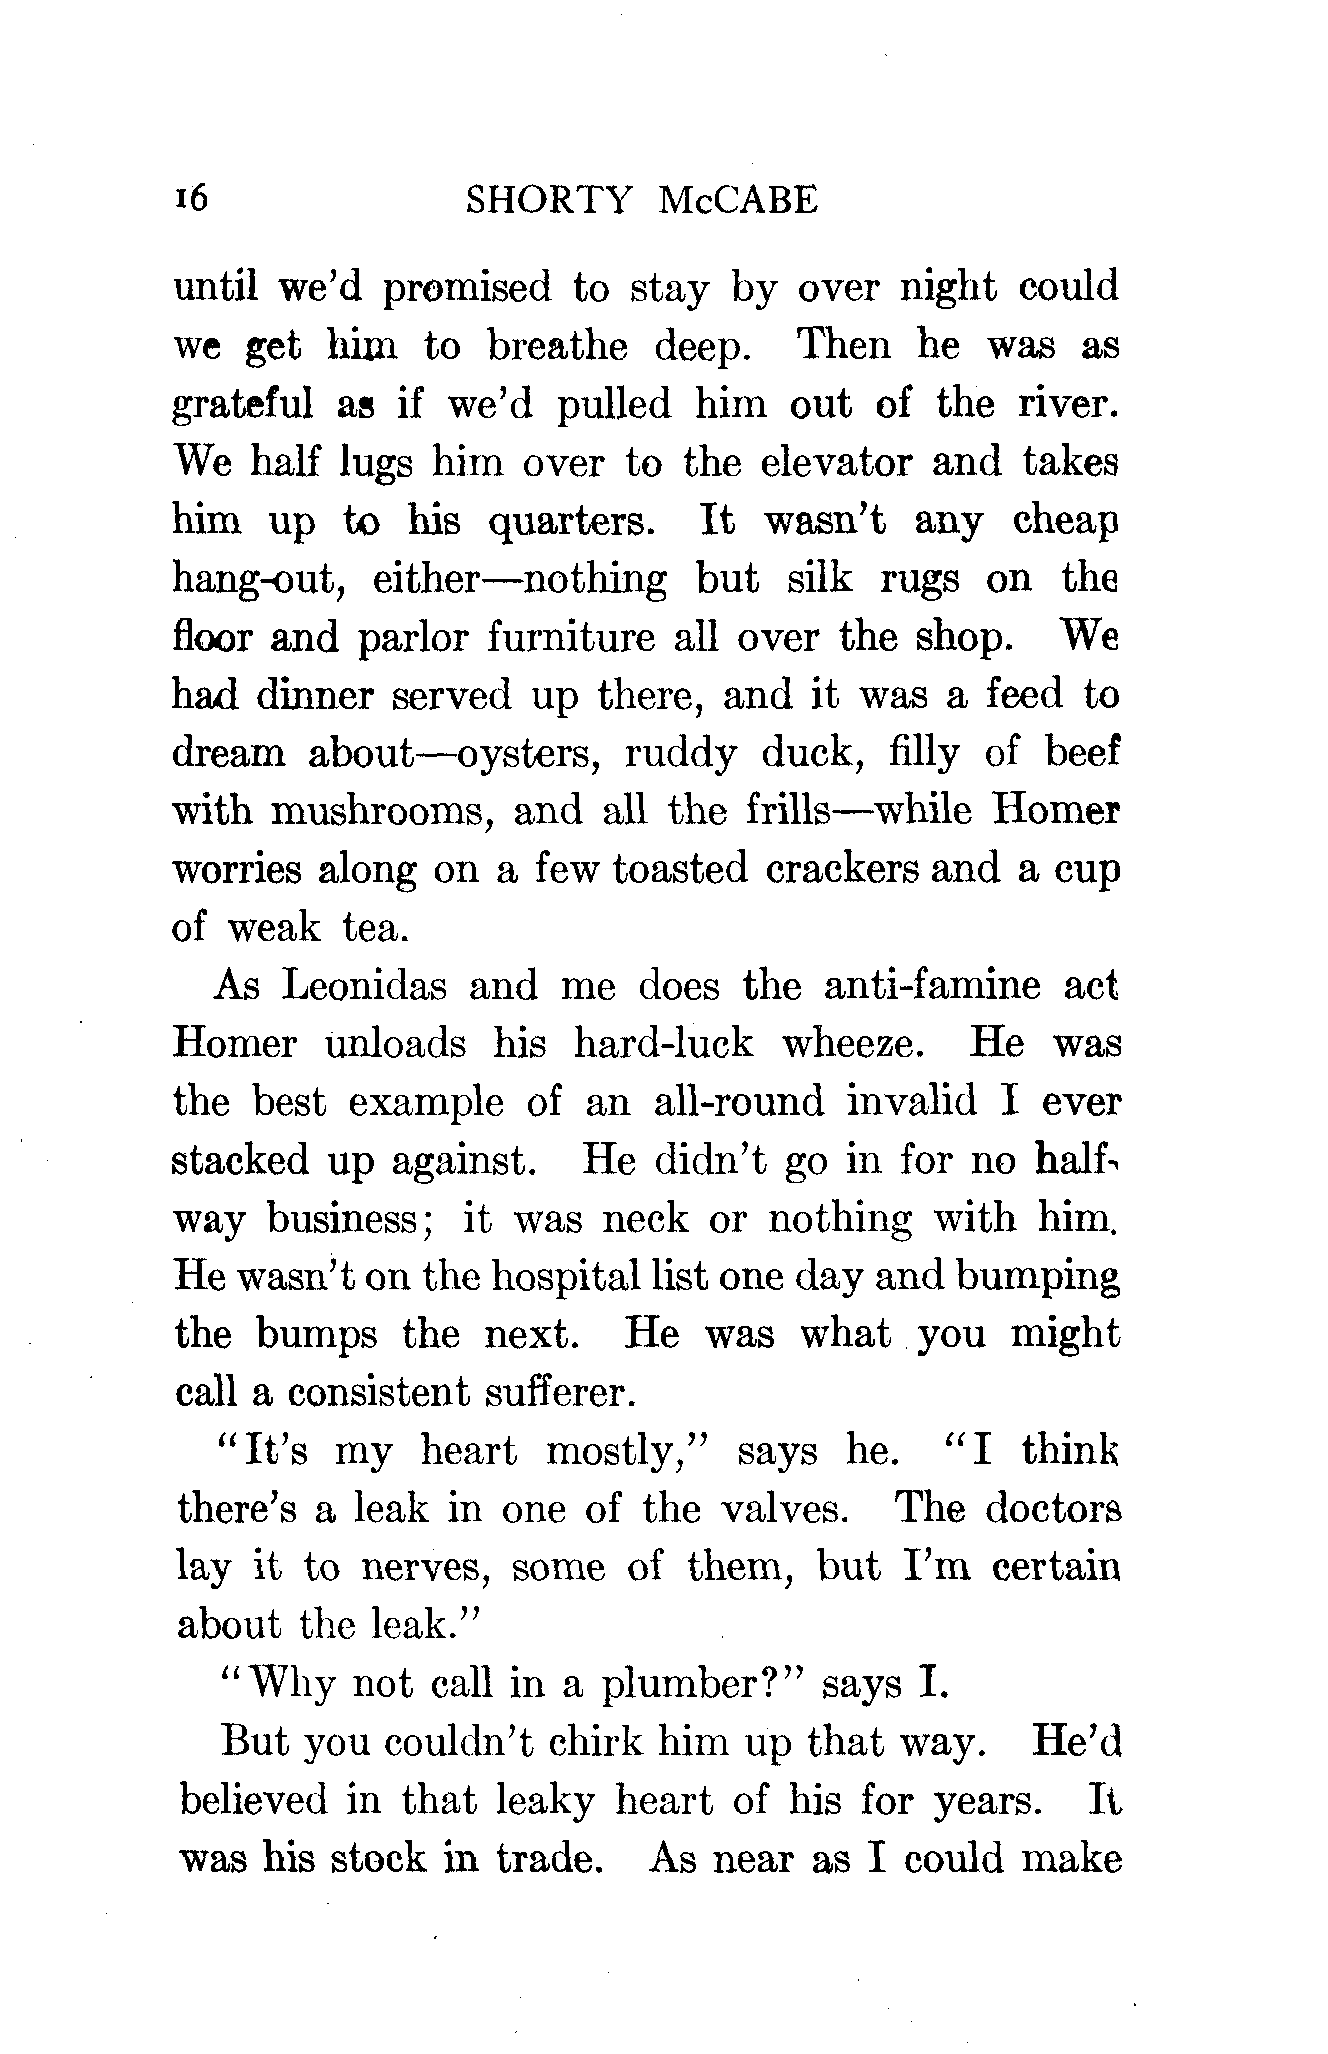 16 SHORTY McCABE
until we'd promised to stay by over night could
we get him to breathe deep. Then he was as
grateful as if we'd pulled him out of the river.
We half lugs him over to the elevator and takes
him up to his quarters. It wasn't any cheap
hang-out, either—nothing but silk rugs on the
floor and parlor furniture all over the shop. We
had dinner served up there, and it was a feed to
dream about—oysters, ruddy duck, filly of beef
with mushrooms, and all the frills—while Homer
worries along on a few toasted crackers and a cup
of weak tea.
As Leonidas and me does the anti-famine act
Homer unloads his hard-luck wheeze. He was
the best example of an all-round invalid I ever
stacked up against. He didn't go in for no half-
way business; it was neck or nothing with him.
He wasn't on the hospital list one day and bumping
the bumps the next. He was what you might
call a consistent sufferer.
"It's my heart mostly," says he. "I think
there's a leak in one of the valves. The doctors
lay it to nerves, some of them, but I'm certain
about the leak."
"Why not call in a plumber?" says I.
But you couldn't chirk him up that way. He'd
believed in that leaky heart of his for years. It
was his stock in trade. As near as I could make